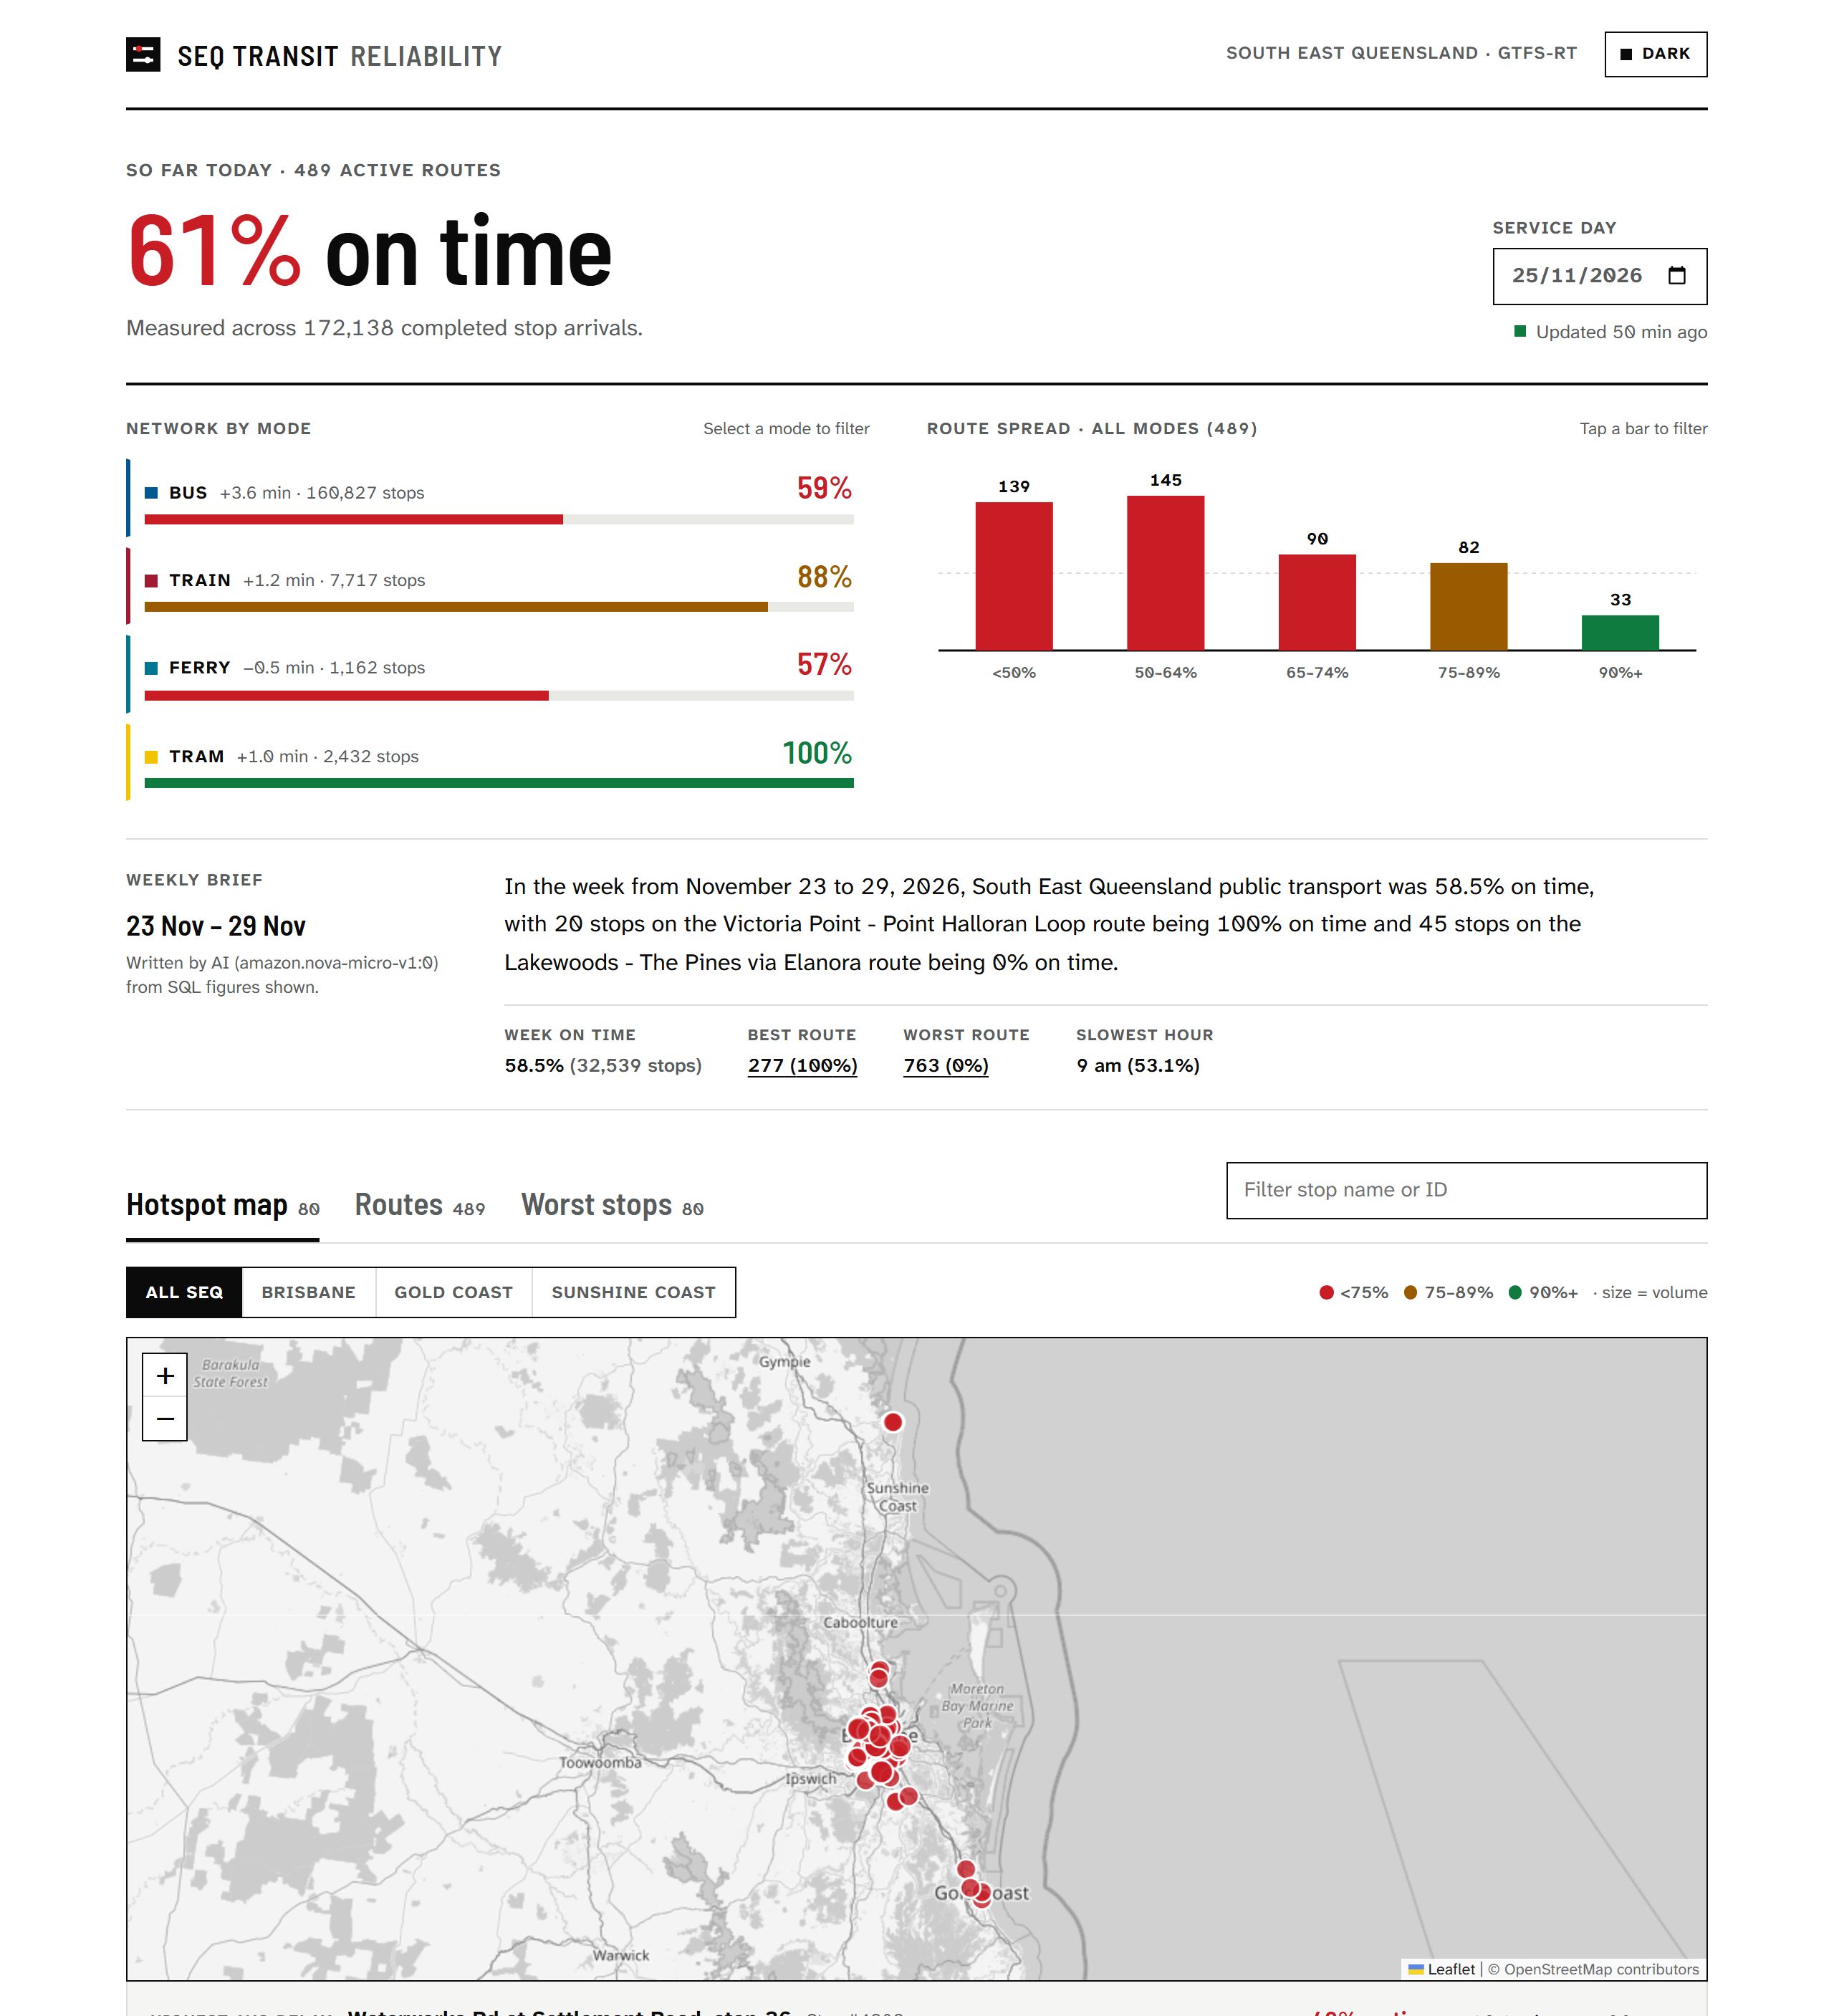 SEQ TRANSIT RELIABILITY
SOUTH EAST QUEENSLAND · GTFS-RT
DARK
SO FAR TODAY · 489 ACTIVE ROUTES
61% on time
Measured across 172,138 completed stop arrivals.
SERVICE DAY
25/11/2026
Updated 50 min ago
NETWORK BY MODE
Select a mode to filter
BUS +3.6 min · 160,827 stops 59%
TRAIN +1.2 min · 7,717 stops 88%
FERRY −0.5 min · 1,162 stops 57%
TRAM +1.0 min · 2,432 stops 100%
ROUTE SPREAD · ALL MODES (489)
Tap a bar to filter
139 145 90 82 33
<50% 50–64% 65–74% 75–89% 90%+
WEEKLY BRIEF
23 Nov – 29 Nov
Written by AI (amazon.nova-micro-v1:0)
from SQL figures shown.
In the week from November 23 to 29, 2026, South East Queensland public transport was 58.5% on time,
with 20 stops on the Victoria Point - Point Halloran Loop route being 100% on time and 45 stops on the
Lakewoods - The Pines via Elanora route being 0% on time.
WEEK ON TIME
58.5% (32,539 stops)
BEST ROUTE
277 (100%)
WORST ROUTE
763 (0%)
SLOWEST HOUR
9 am (53.1%)
Hotspot map 80
Routes 489
Worst stops 80
Filter stop name or ID
ALL SEQ
BRISBANE
GOLD COAST
SUNSHINE COAST
<75% 75–89% 90%+ · size = volume
+
−
Barakula
State Forest
Gympie
Sunshine
Coast
Caboolture
Moreton
Bay Marine
Park
Toowoomba
Ipswich
Warwick
Leaflet | © OpenStreetMap contributors